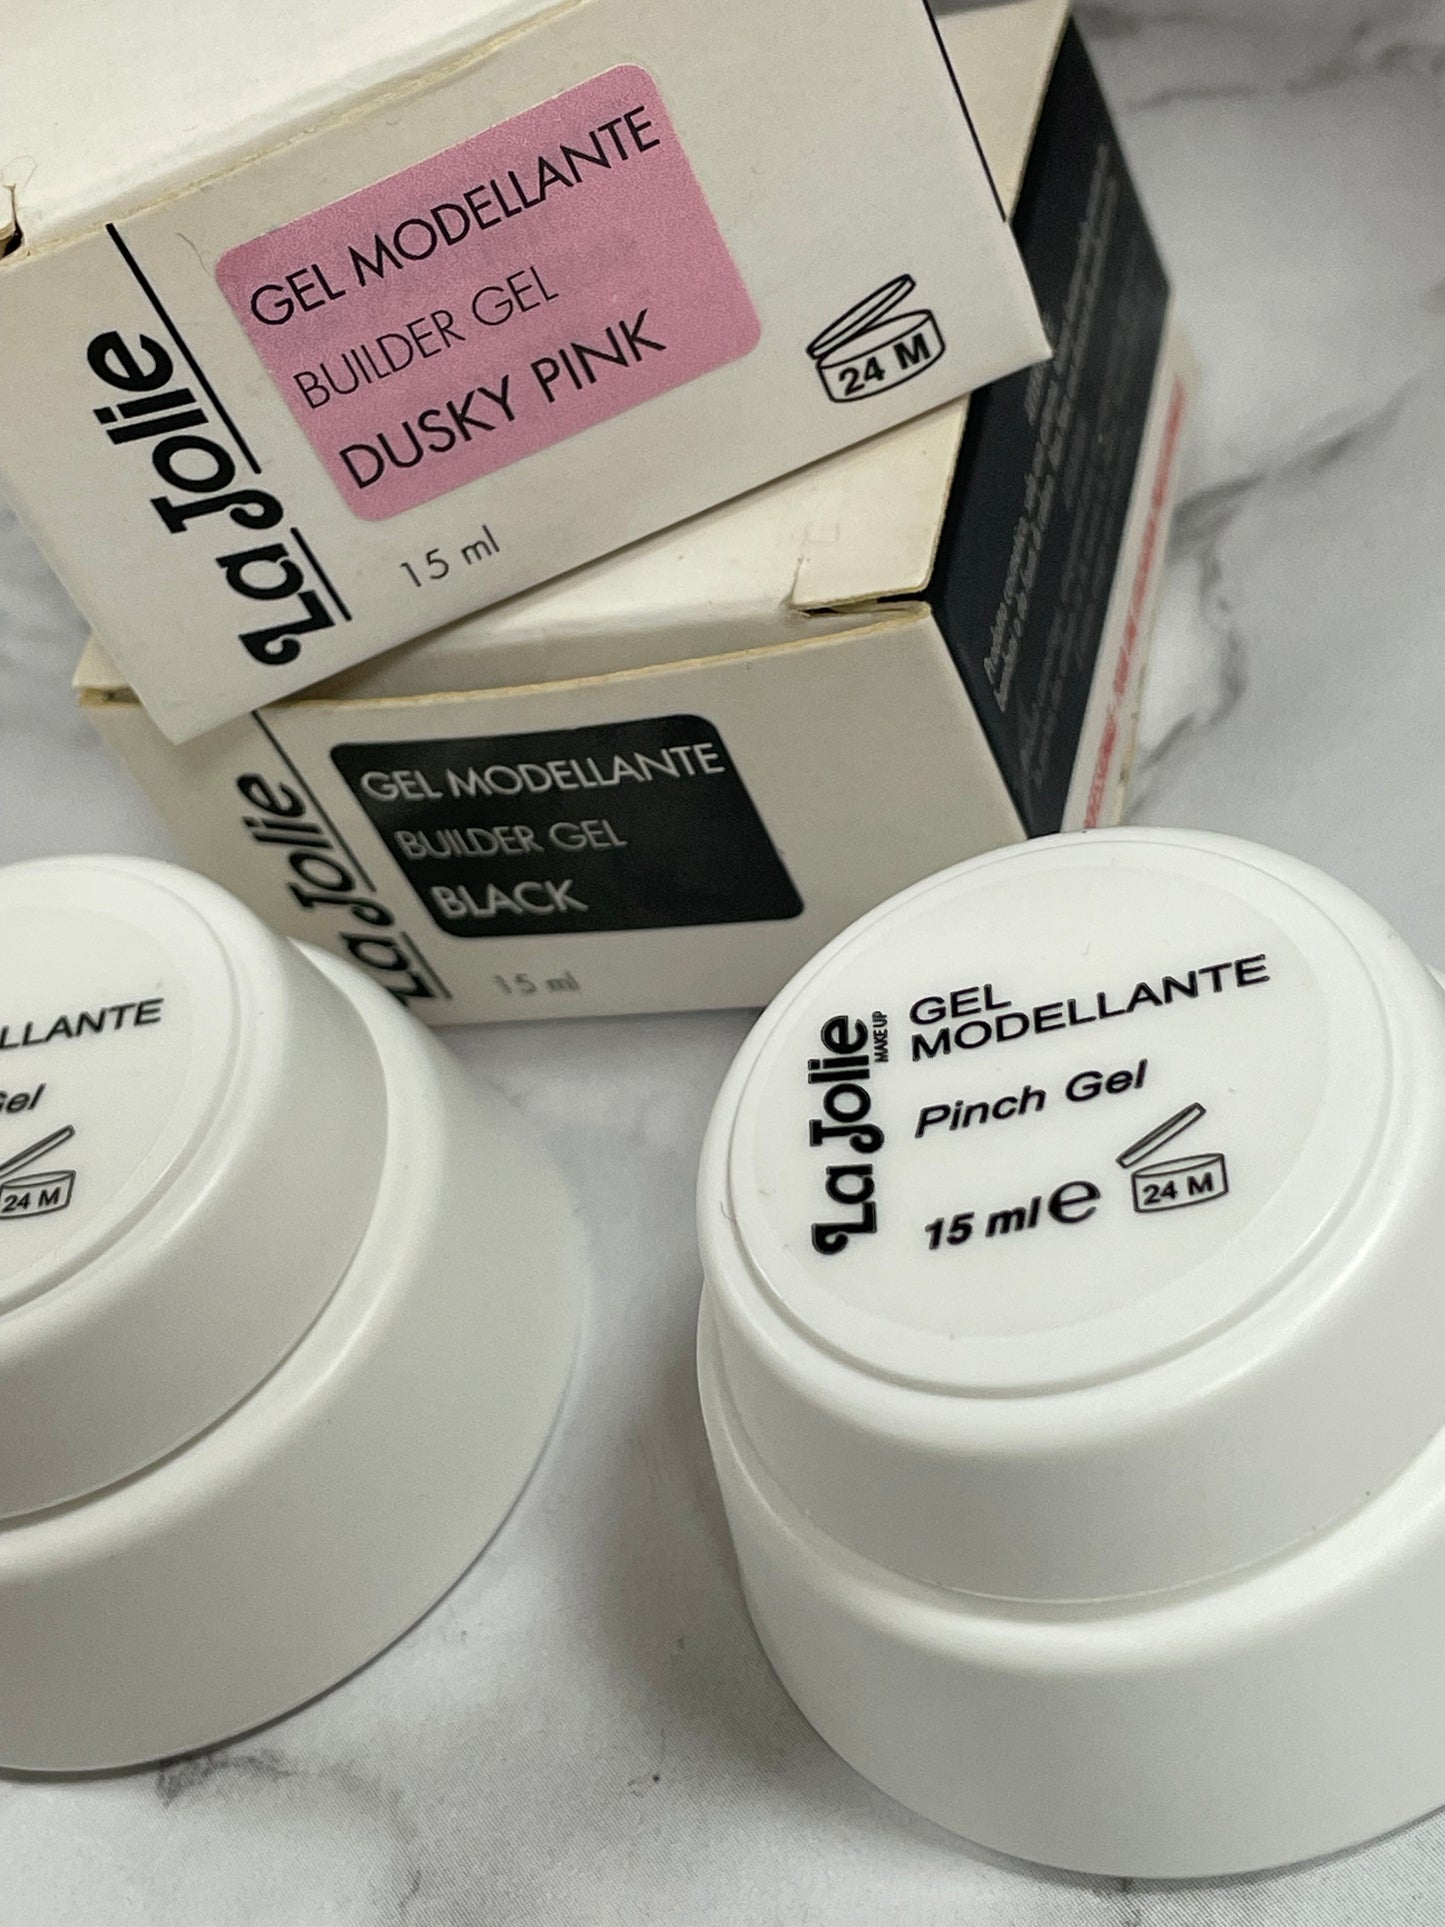 La Jolie
GEL MODELLANTE
BUILDER GEL
DUSKY PINK
15 ml
24 M
La Jolie
GEL MODELLANTE
BUILDER GEL
BLACK
15 ml
LLANTE
Gel
24 M
La Jolie
MAKE UP
GEL
MODELLANTE
Pinch Gel
15 ml e
24 M